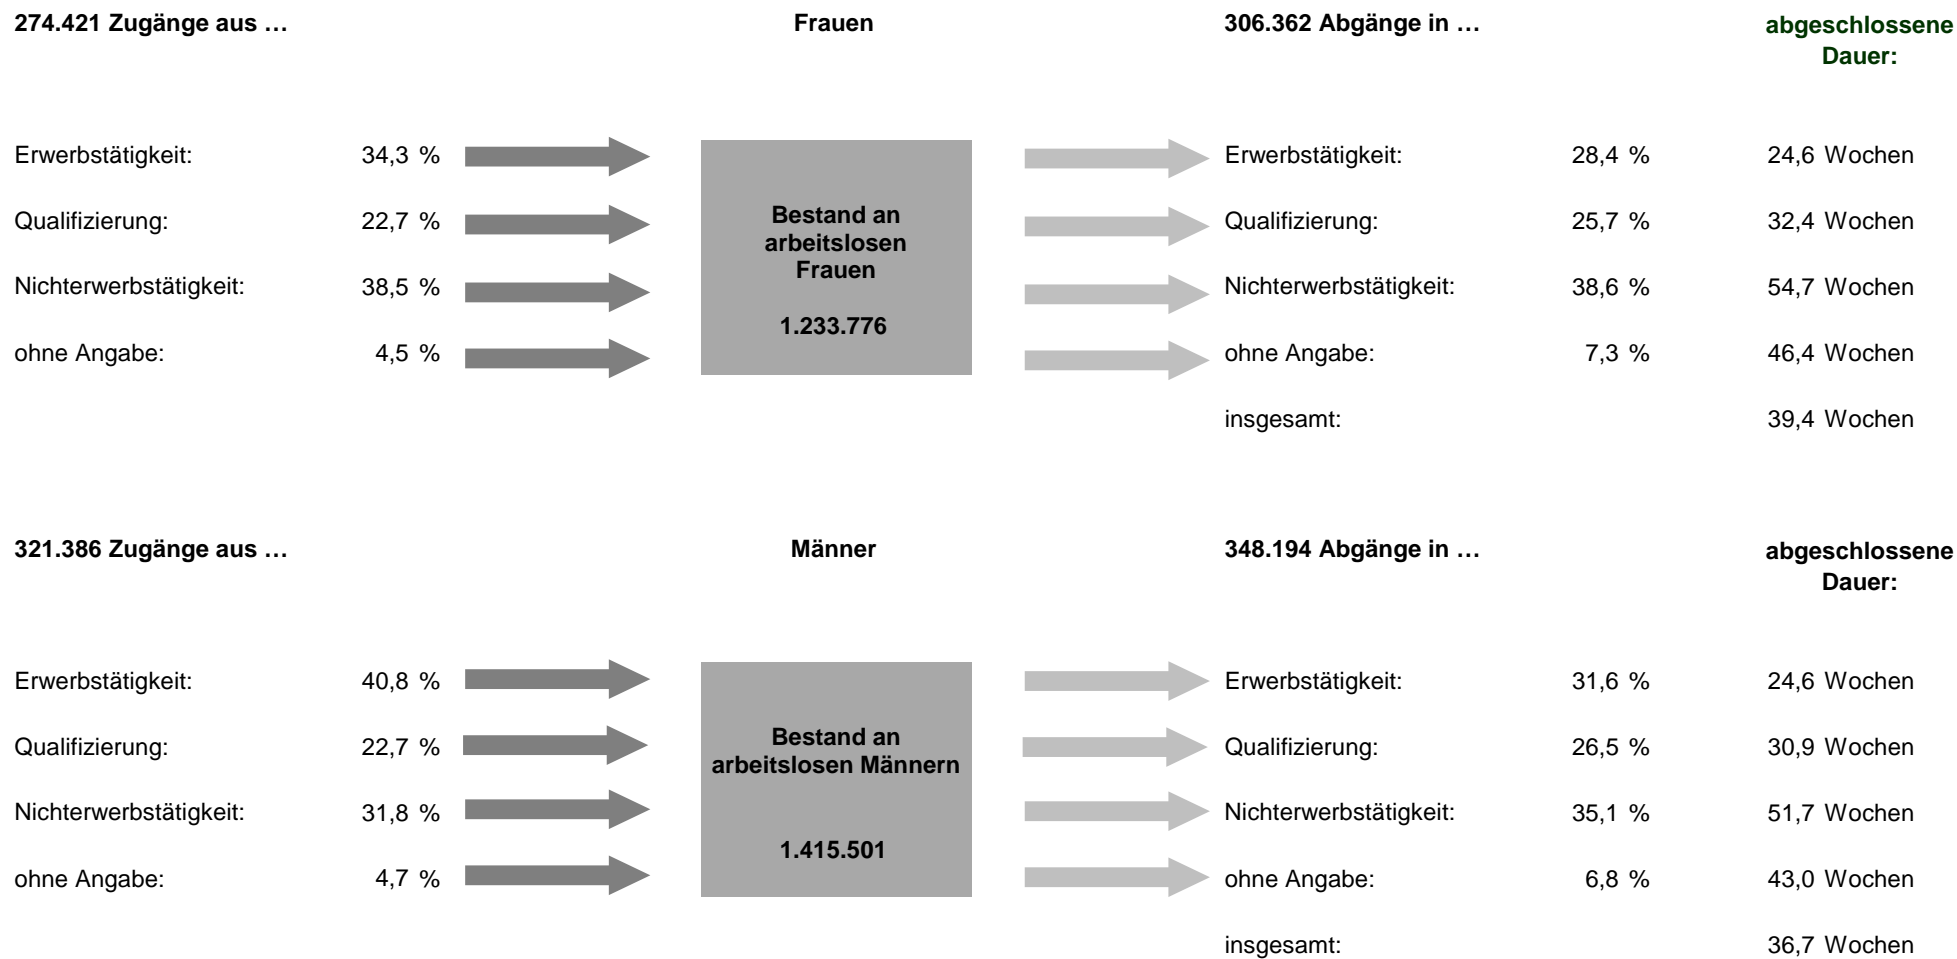 274.421 Zugänge aus … Frauen 306.362 Abgänge in … abgeschlossene
Dauer:
Erwerbstätigkeit: 34,3 % Erwerbstätigkeit: 28,4 % 24,6 Wochen
Qualifizierung: 22,7 % Qualifizierung: 25,7 % 32,4 Wochen
Nichterwerbstätigkeit: 38,5 % Nichterwerbstätigkeit: 38,6 % 54,7 Wochen
ohne Angabe: 4,5 % ohne Angabe: 7,3 % 46,4 Wochen
Bestand an
arbeitslosen
Frauen
1.233.776
insgesamt: 39,4 Wochen
321.386 Zugänge aus … Männer 348.194 Abgänge in … abgeschlossene
Dauer:
Erwerbstätigkeit: 40,8 % Erwerbstätigkeit: 31,6 % 24,6 Wochen
Qualifizierung: 22,7 % Qualifizierung: 26,5 % 30,9 Wochen
Nichterwerbstätigkeit: 31,8 % Nichterwerbstätigkeit: 35,1 % 51,7 Wochen
ohne Angabe: 4,7 % ohne Angabe: 6,8 % 43,0 Wochen
Bestand an
arbeitslosen Männern
1.415.501
insgesamt: 36,7 Wochen